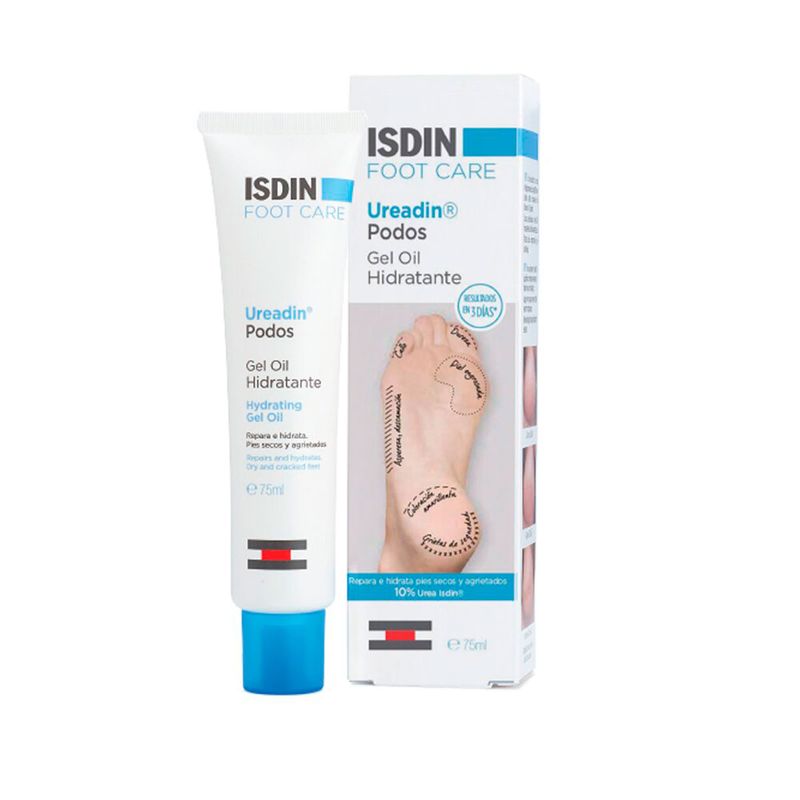 ISDIN
FOOT CARE
Ureadin®
Podos
Gel Oil
Hidratante
Hydrating
Gel Oil
Repara e hidrata.
Pies secos y agrietados
Repairs and hydrates.
Dry and cracked feet
℮75ml
ISDIN
FOOT CARE
Ureadin®
Podos
Gel Oil
Hidratante
RESULTADOS
EN 3 DÍAS*
Callo
Dureza
Piel engrosada
Aspereza, descamación
Coloración
amarillenta
Grietas de sequedad
Repara e hidrata pies secos y agrietados
10% Urea Isdin®
℮75ml